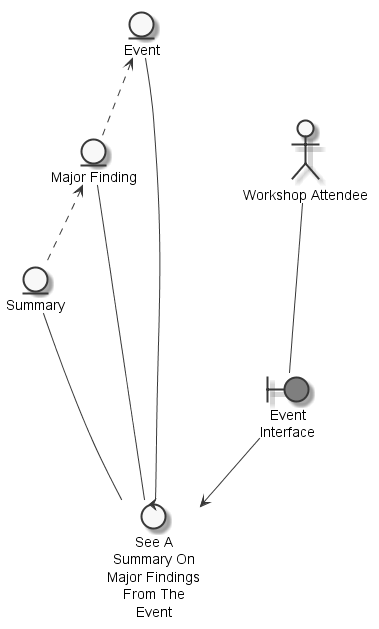 Event
Major Finding
Workshop Attendee
Summary
Event
Interface
See A
Summary On
Major Findings
From The
Event